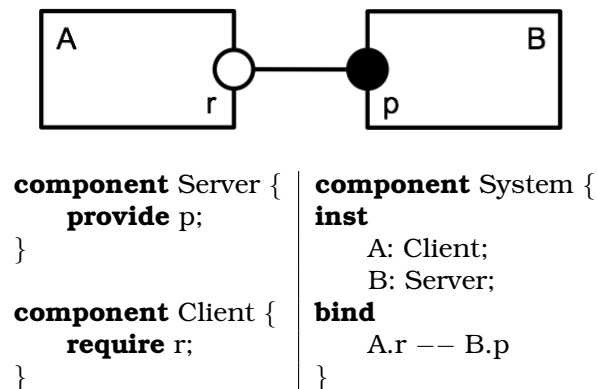 A
B
r
p
component Server {
provide p;
}
component Client {
require r;
}
component System {
inst
A: Client;
B: Server;
bind
A.r −− B.p
}